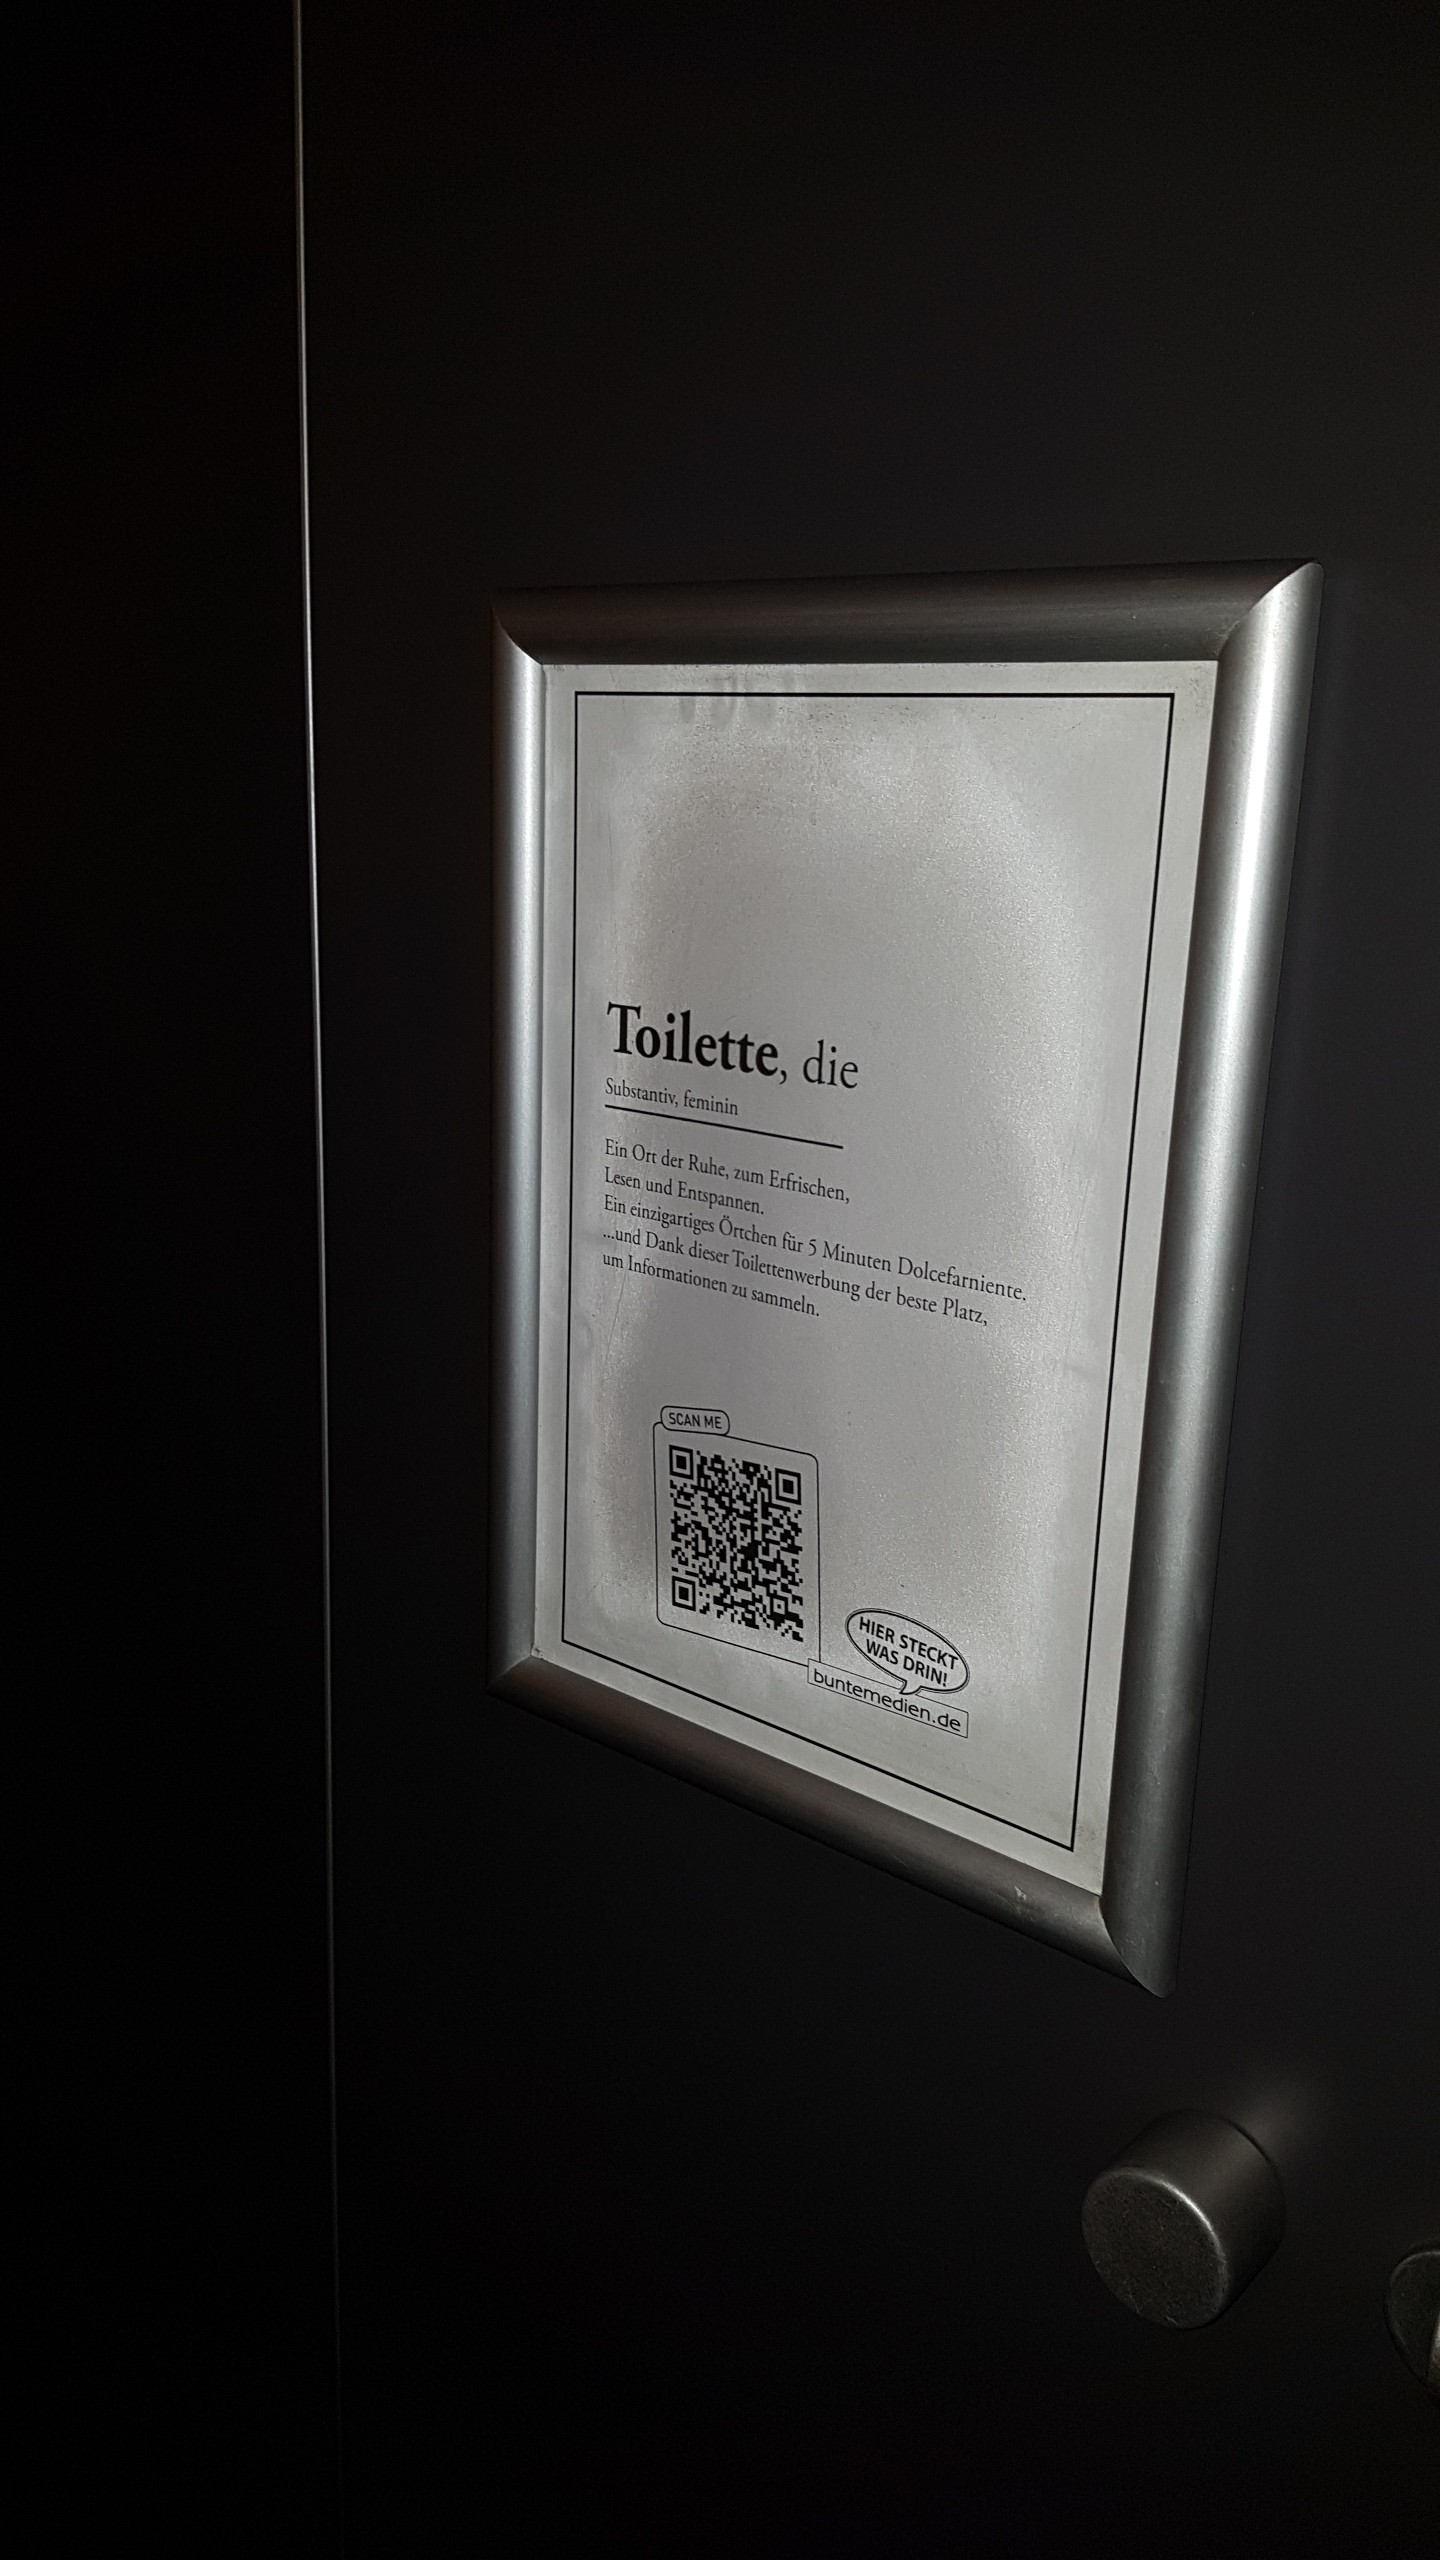 Toilette, die
Substantiv, feminin
Ein Ort der Ruhe, zum Erfrischen,
Lesen und Entspannen.
Ein einzigartiges Örtchen für 5 Minuten Dolcefarniente.
...und Dank dieser Toilettenwerbung der beste Platz,
um Informationen zu sammeln.
SCAN ME
HIER STECKT
WAS DRIN!
buntemedien.de